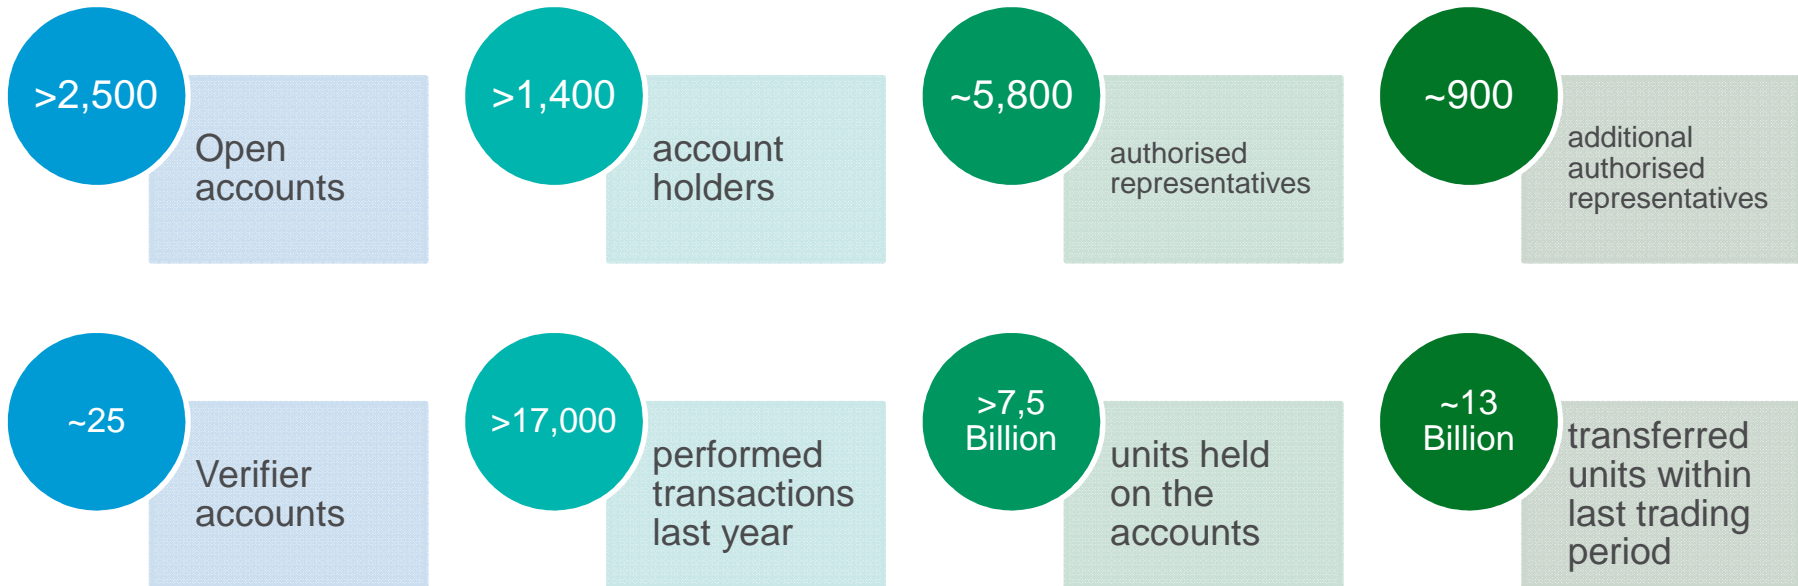 >2,500
Open
accounts
>1,400
account
holders
~5,800
authorised
representatives
~900
additional
authorised
representatives
~25
Verifier
accounts
>17,000
performed
transactions
last year
>7,5
Billion
units held
on the
accounts
~13
Billion
transferred
units within
last trading
period